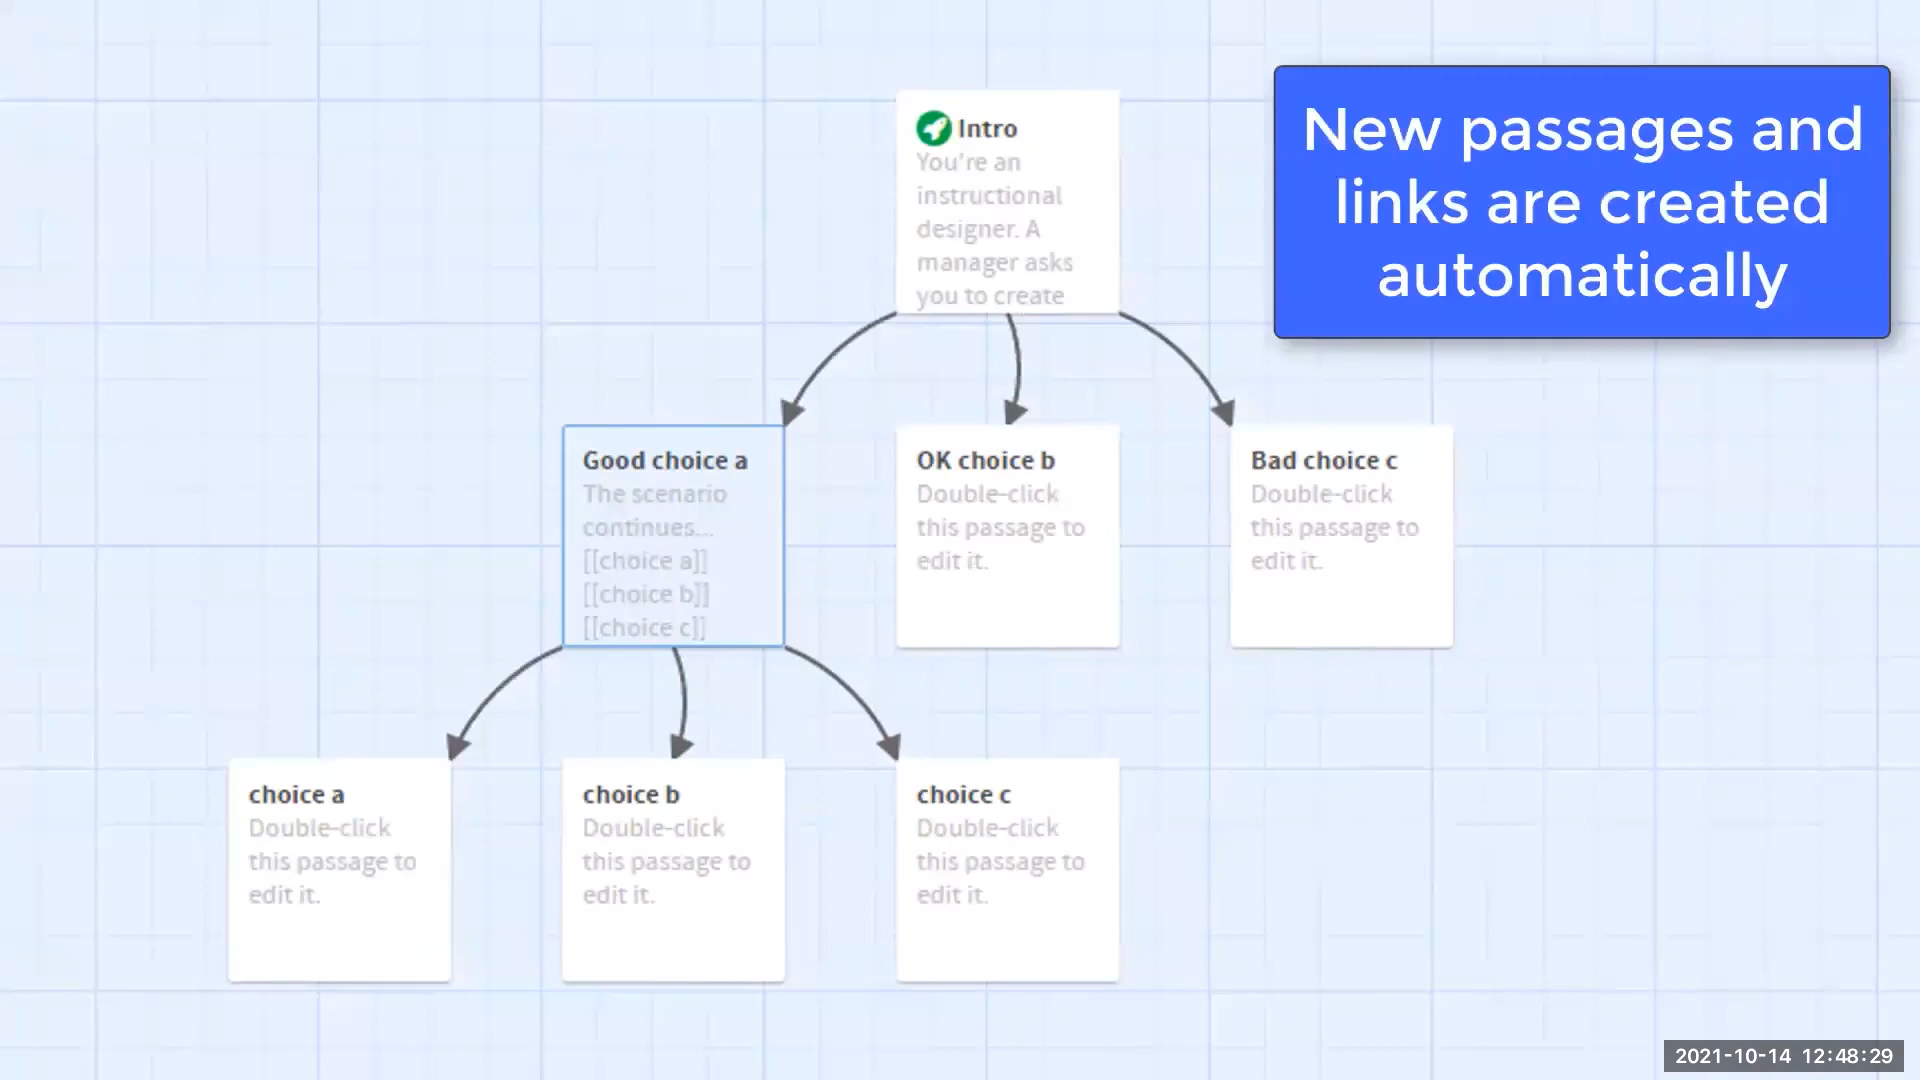 New passages and
links are created
automatically
Intro
You're an
instructional
designer. A
manager asks
you to create
Good choice a
The scenario
continues...
[[choice a]]
[[choice b]]
[[choice c]]
OK choice b
Double-click
this passage to
edit it.
Bad choice c
Double-click
this passage to
edit it.
choice a
Double-click
this passage to
edit it.
choice b
Double-click
this passage to
edit it.
choice c
Double-click
this passage to
edit it.
2021-10-14 12:48:29